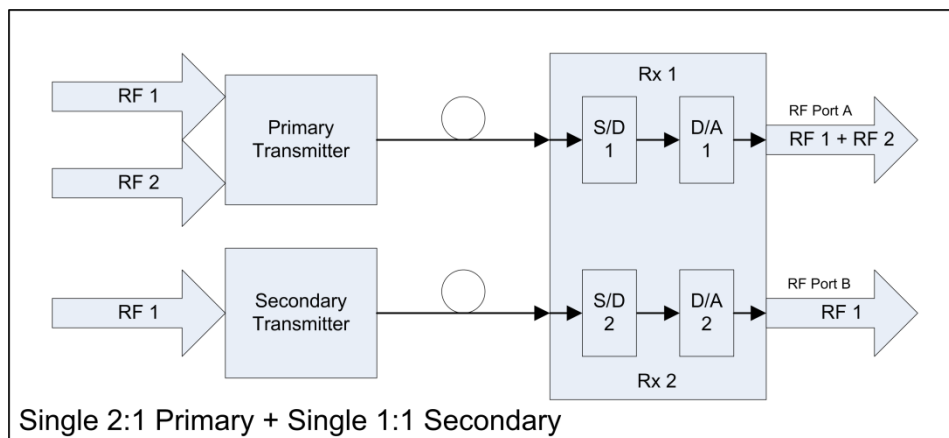 RF 1
RF 2
Primary
Transmitter
Rx 1
S/D
1
D/A
1
RF Port A
RF 1 + RF 2
RF 1
Secondary
Transmitter
S/D
2
D/A
2
Rx 2
RF Port B
RF 1
Single 2:1 Primary + Single 1:1 Secondary